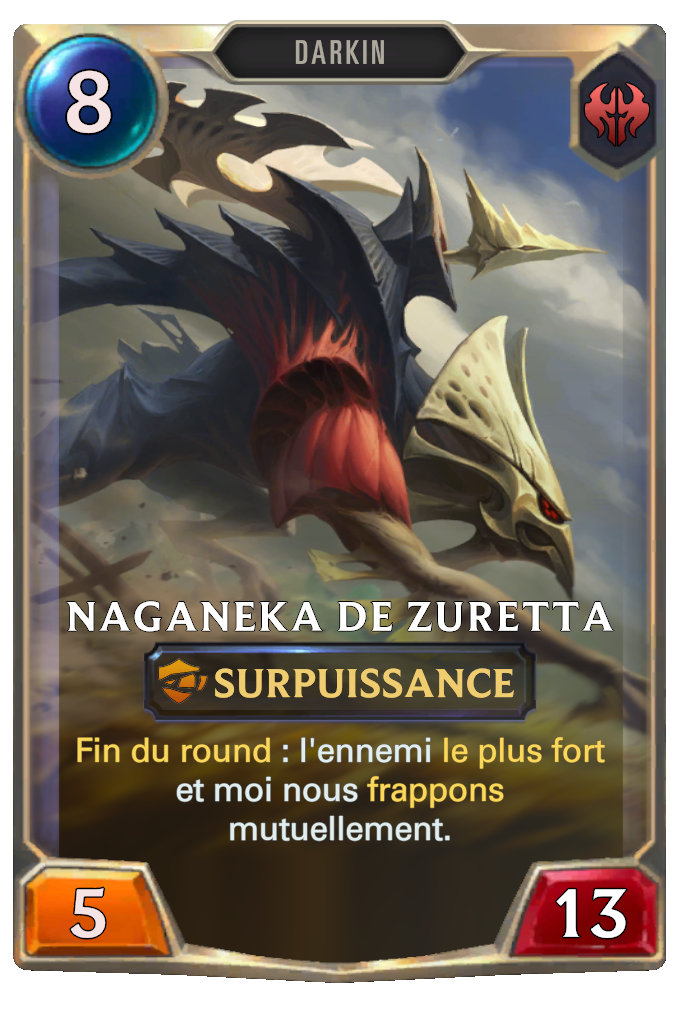 DARKIN
8
NAGANEKA DE ZURETTA
SURPUISSANCE
Fin du round : l'ennemi le plus fort
et moi nous frappons
mutuellement.
5
13